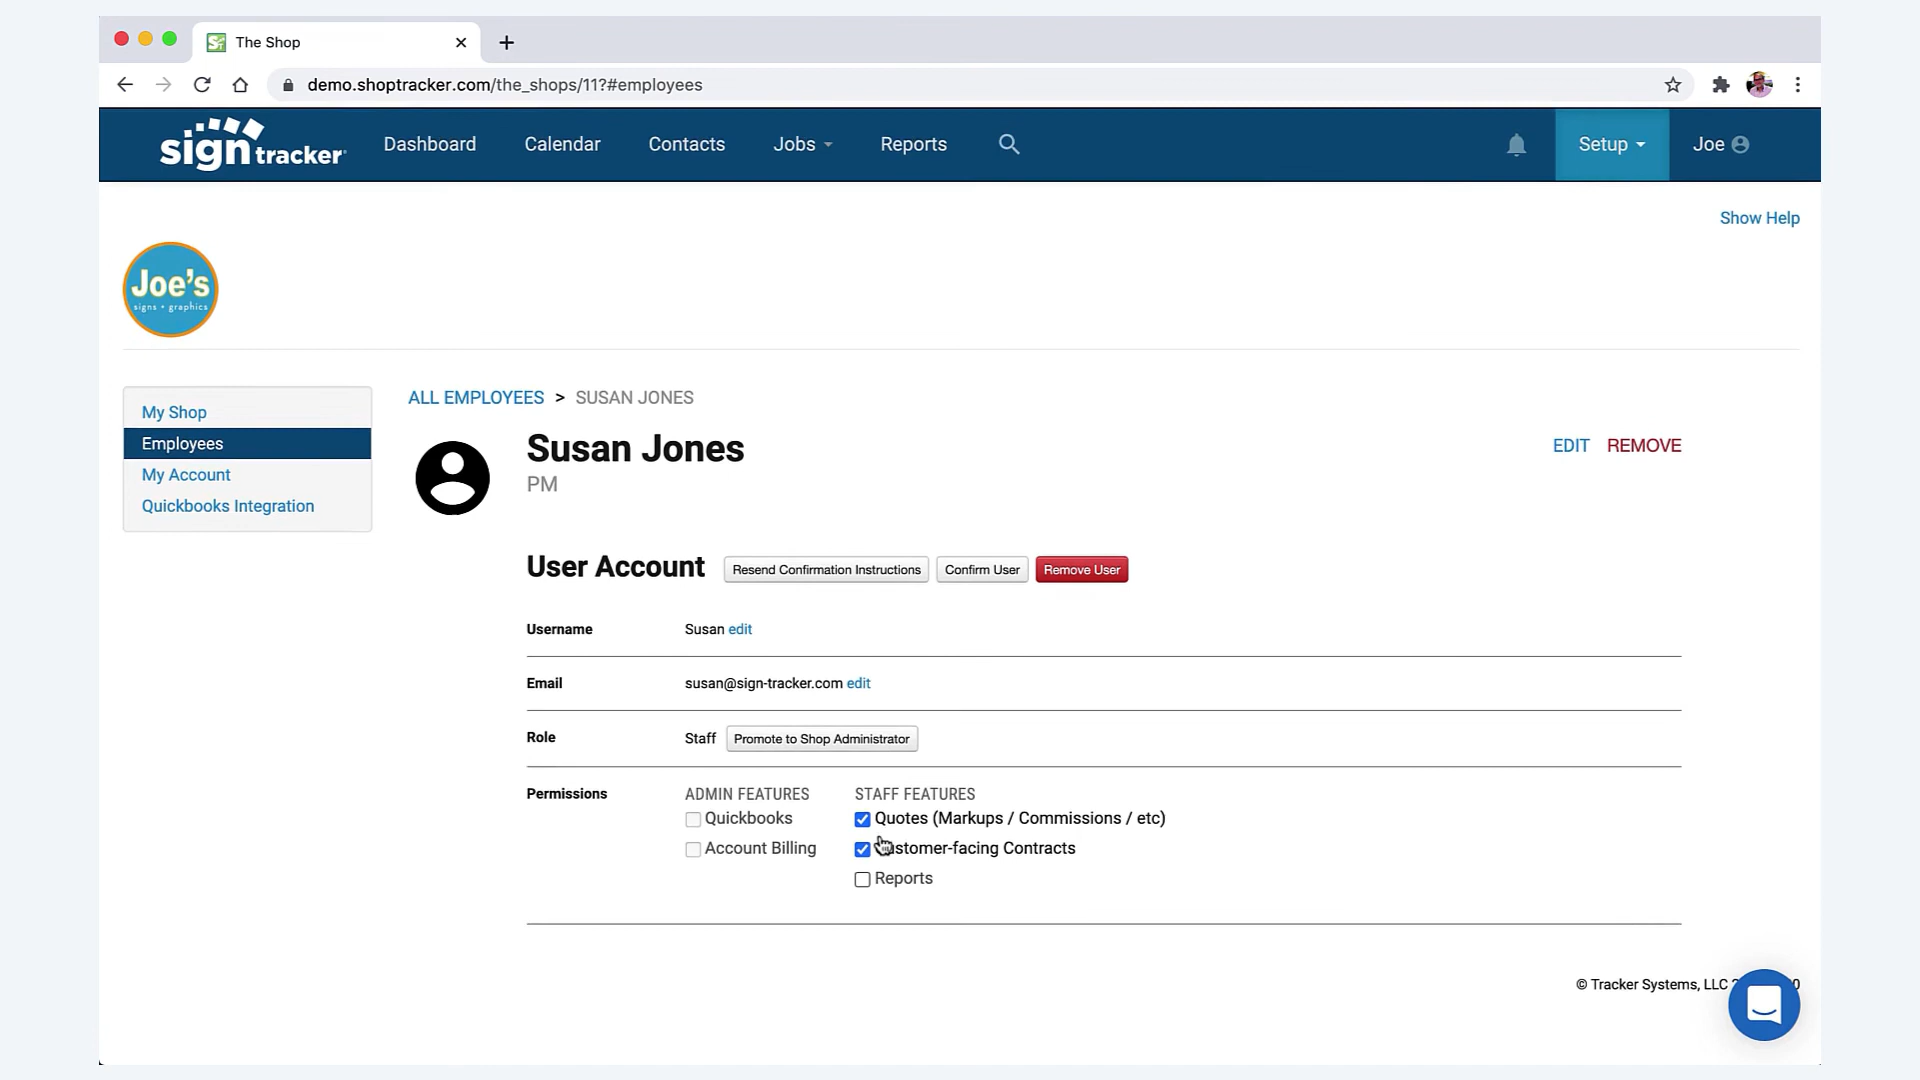 The Shop
demo.shoptracker.com/the_shops/11?#employees
sign tracker
Dashboard
Calendar
Contacts
Jobs
Reports
Setup
Joe
Show Help
Joe's
signs + graphics
My Shop
Employees
My Account
Quickbooks Integration
ALL EMPLOYEES > SUSAN JONES
Susan Jones
PM
EDIT REMOVE
User Account
Resend Confirmation Instructions
Confirm User
Remove User
Username Susan edit
Email susan@sign-tracker.com edit
Role Staff Promote to Shop Administrator
Permissions
ADMIN FEATURES
Quickbooks
Account Billing
STAFF FEATURES
Quotes (Markups / Commissions / etc)
Customer-facing Contracts
Reports
© Tracker Systems, LLC